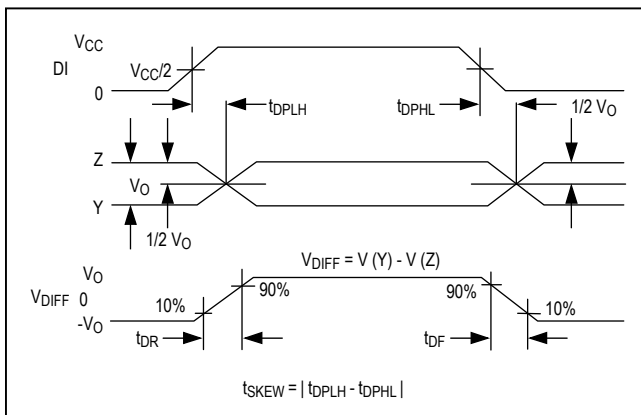 VCC
DI
VCC/2
0
tDPLH
tDPHL
1/2 VO
Z
VO
Y
1/2 VO
VDIFF = V (Y) - V (Z)
VO
VDIFF 0
-VO
10%
90%
90%
10%
tDR
tDF
tSKEW = | tDPLH - tDPHL |